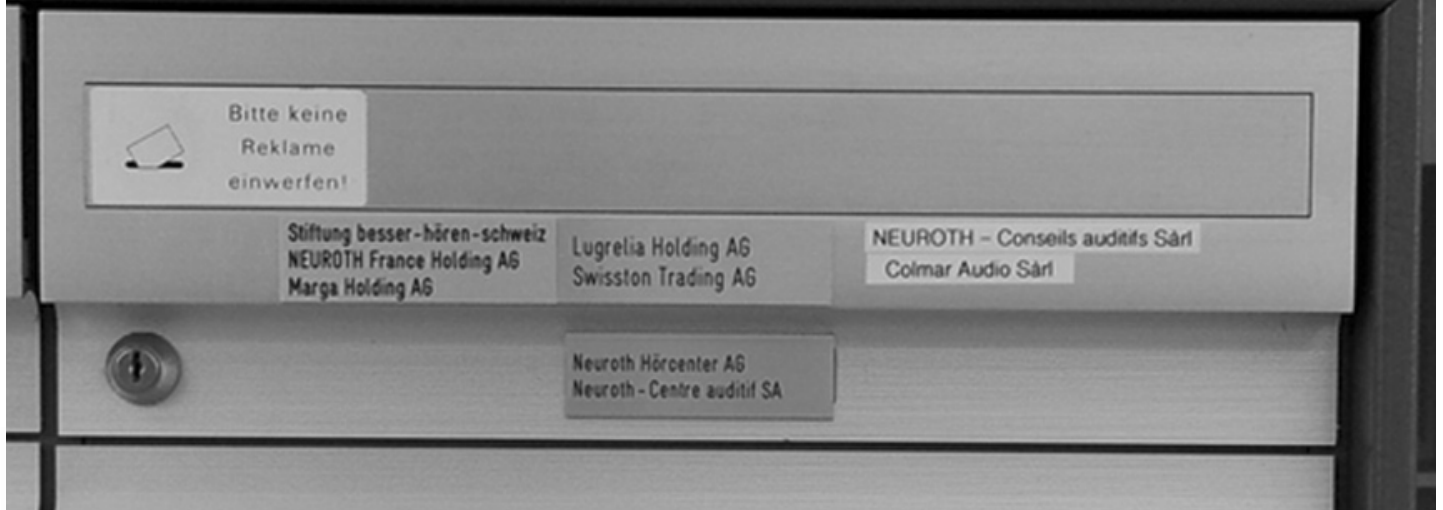 Bitte keine
Reklame
einwerfen!
Stiftung besser-hören-schweiz
NEUROTH France Holding AG
Marga Holding AG
Lugrelia Holding AG
Swisston Trading AG
NEUROTH – Conseils auditifs Sàrl
Colmar Audio Sàrl
Neuroth Hörcenter AG
Neuroth-Centre auditif SA